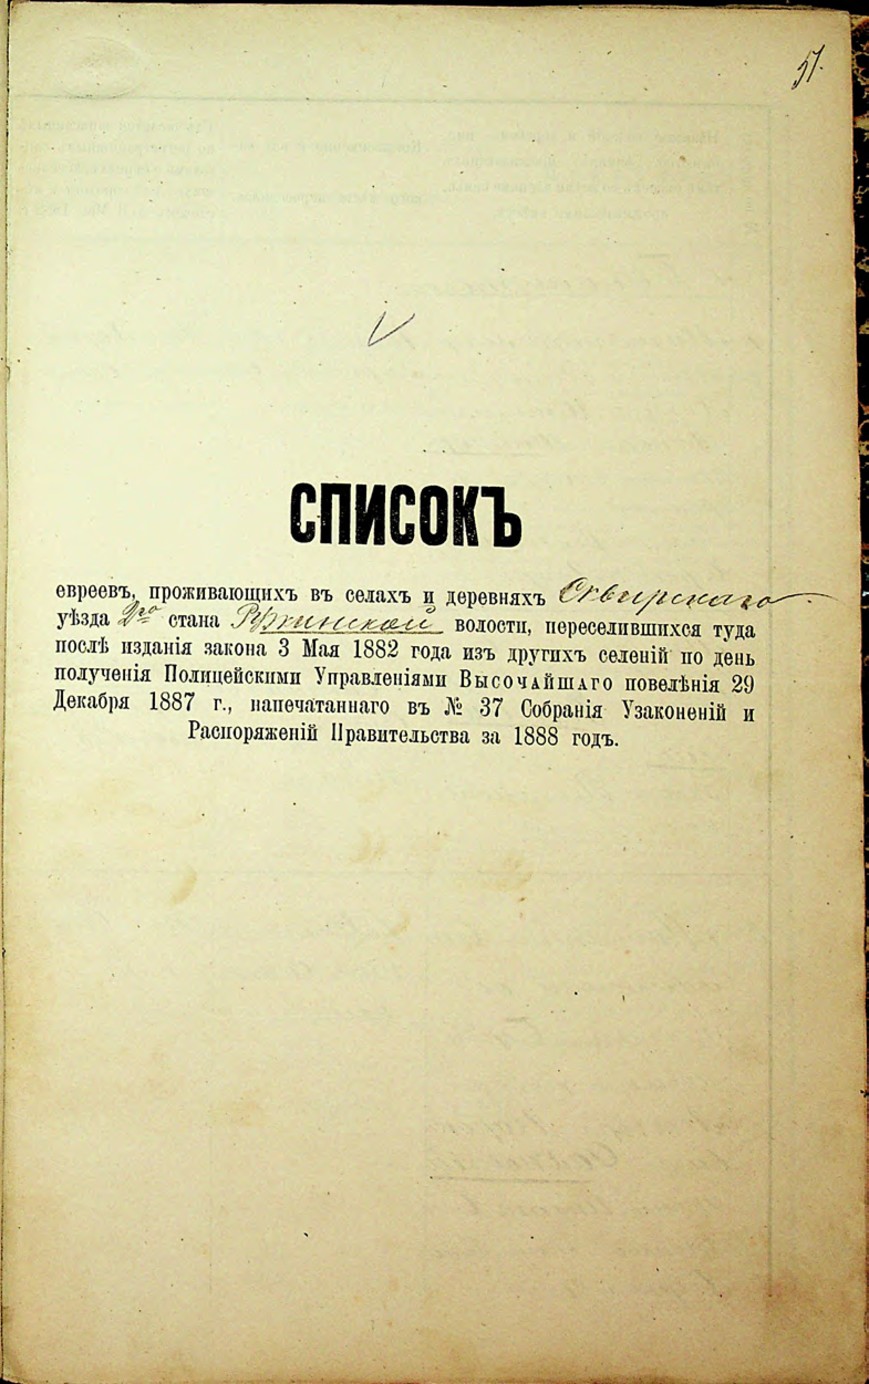 51.
СПИСОКЪ
евреевъ, проживающихъ въ селахъ и деревняхъ Сквирскаго
уѣзда 2го стана Ружинской волости, переселившихся туда
послѣ изданія закона 3 Мая 1882 года изъ другихъ селеній по день
полученія Полицейскими Управленіями Высочайшаго повелѣнія 29
Декабря 1887 г., напечатаннаго въ № 37 Собранія Узаконеній и
Распоряженій Правительства за 1888 годъ.